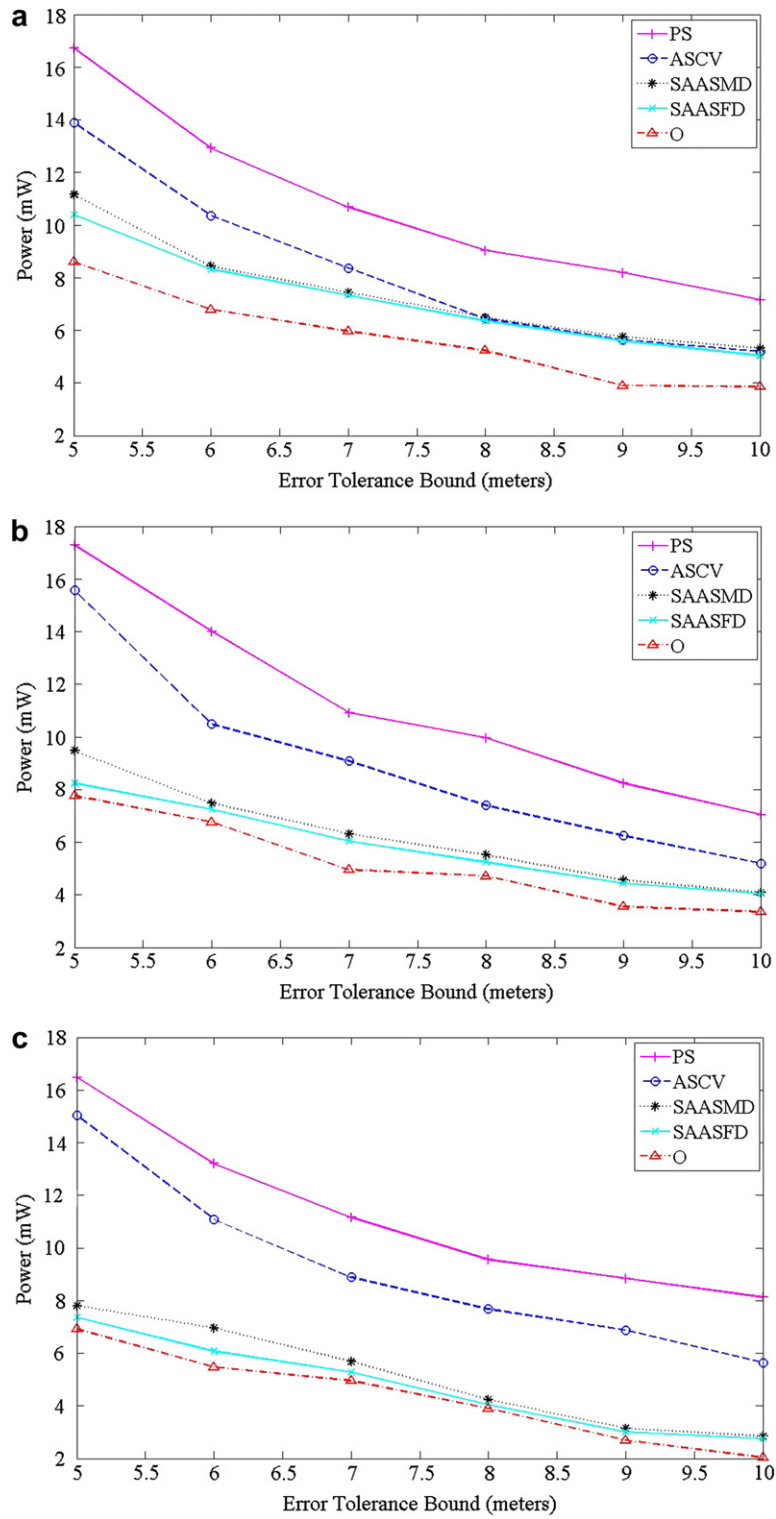 a
18
16
14
12
10
8
6
4
2
Power (mW)
PS
ASCV
SAASMD
SAASFD
O
5 5.5 6 6.5 7 7.5 8 8.5 9 9.5 10
Error Tolerance Bound (meters)
b
18
16
14
12
10
8
6
4
2
Power (mW)
PS
ASCV
SAASMD
SAASFD
O
5 5.5 6 6.5 7 7.5 8 8.5 9 9.5 10
Error Tolerance Bound (meters)
c
18
16
14
12
10
8
6
4
2
Power (mW)
PS
ASCV
SAASMD
SAASFD
O
5 5.5 6 6.5 7 7.5 8 8.5 9 9.5 10
Error Tolerance Bound (meters)